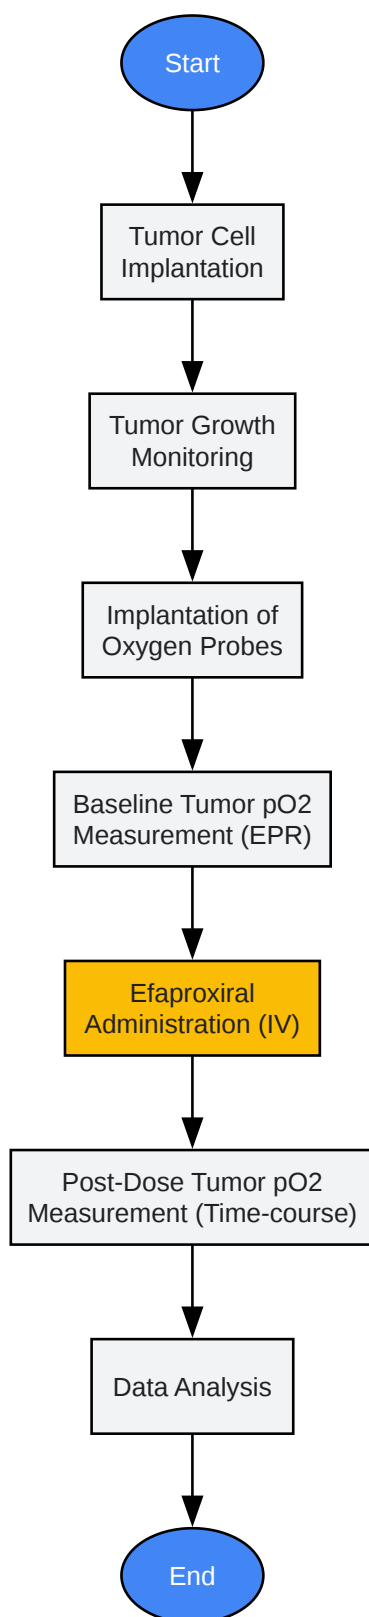 Start
Tumor Cell
Implantation
Tumor Growth
Monitoring
Implantation of
Oxygen Probes
Baseline Tumor pO2
Measurement (EPR)
Efaproxiral
Administration (IV)
Post-Dose Tumor pO2
Measurement (Time-course)
Data Analysis
End